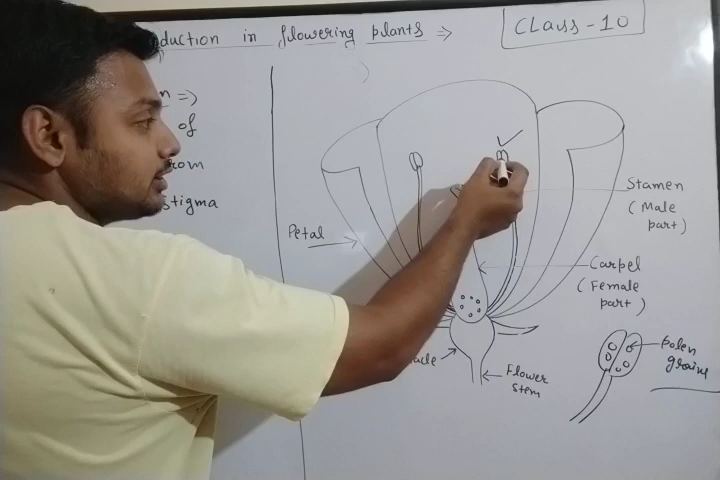 duction in flowering plants ⇒
CLass - 10
n ⇒
of
rom
stigma
Petal
Stamen
( Male
part )
Carpel
( Female
part )
Polen
grains
Flower
Stem